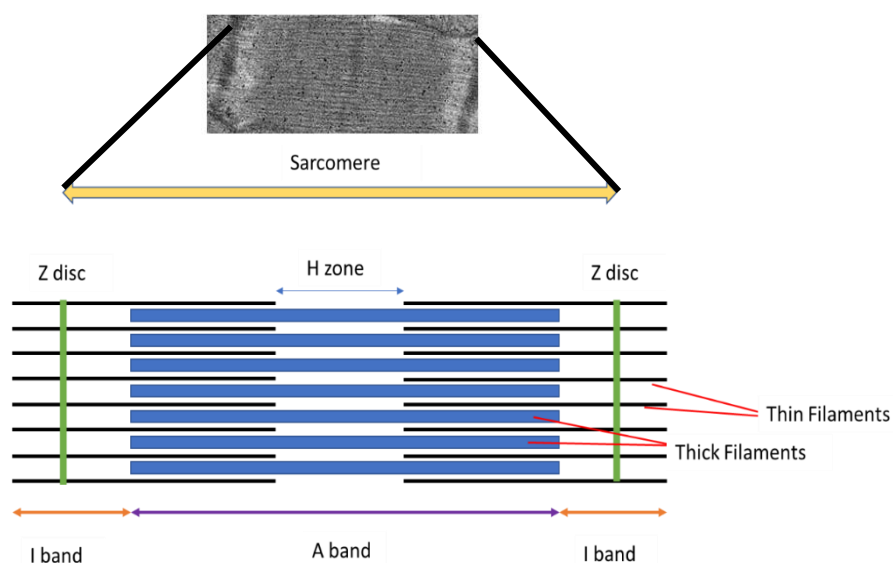 Sarcomere
Z disc
H zone
Z disc
Thin Filaments
Thick Filaments
I band
A band
I band